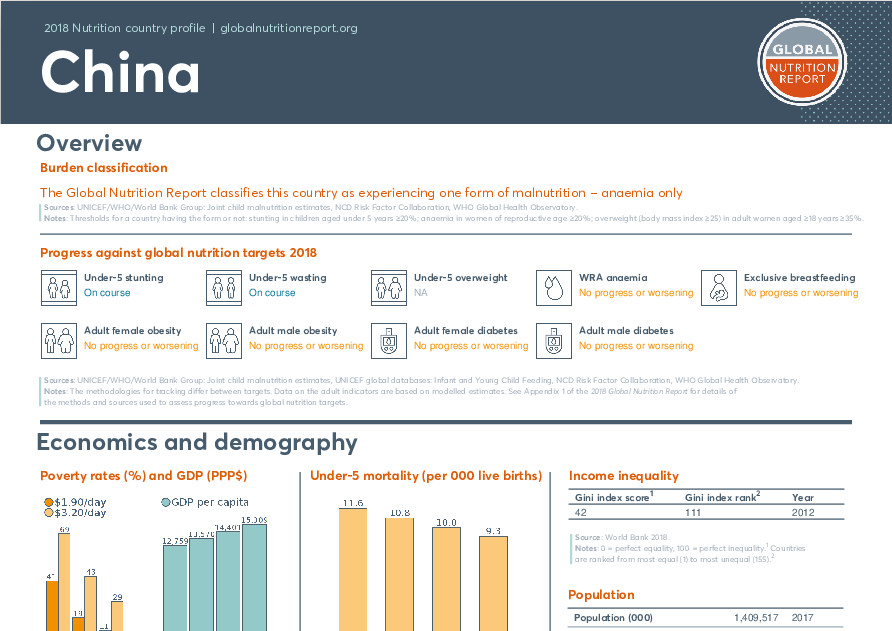 2018 Nutrition country profile | globalnutritionreport.org
China
GLOBAL
NUTRITION
REPORT
Overview
Burden classification
The Global Nutrition Report classifies this country as experiencing one form of malnutrition – anaemia only
Sources: UNICEF/WHO/World Bank Group: Joint child malnutrition estimates, NCD Risk Factor Collaboration, WHO Global Health Observatory.
Notes: Thresholds for a country having the form or not: stunting in children aged under 5 years ≥20%; anaemia in women of reproductive age ≥20%; overweight (body mass index ≥25) in adult women aged ≥18 years ≥35%.
Progress against global nutrition targets 2018
Under-5 stunting
On course
Under-5 wasting
On course
Under-5 overweight
NA
WRA anaemia
No progress or worsening
Exclusive breastfeeding
No progress or worsening
Adult female obesity
No progress or worsening
Adult male obesity
No progress or worsening
Adult female diabetes
No progress or worsening
Adult male diabetes
No progress or worsening
Sources: UNICEF/WHO/World Bank Group: Joint child malnutrition estimates, UNICEF global databases: Infant and Young Child Feeding, NCD Risk Factor Collaboration, WHO Global Health Observatory.
Notes: The methodologies for tracking differ between targets. Data on the adult indicators are based on modelled estimates. See Appendix 1 of the 2018 Global Nutrition Report for details of
the methods and sources used to assess progress towards global nutrition targets.
Economics and demography
Poverty rates (%) and GDP (PPP$)
$1.90/day
$3.20/day
69
19
43
11
29
GDP per capita
12,759
13,570
14,401
15,309
Under-5 mortality (per 000 live births)
11.6
10.8
10.0
9.3
Income inequality
Gini index score¹ Gini index rank² Year
42 111 2012
Source: World Bank 2018.
Notes: 0 = perfect equality, 100 = perfect inequality.¹ Countries
are ranked from most equal (1) to most unequal (155).²
Population
Population (000) 1,409,517 2017